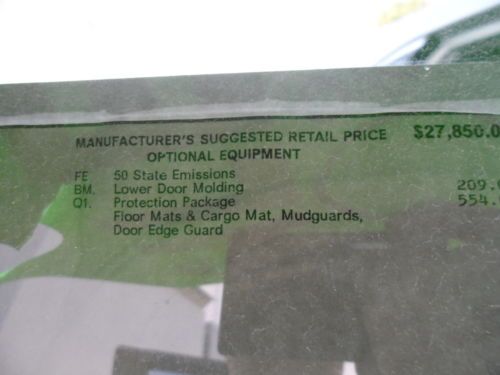 MANUFACTURER'S SUGGESTED RETAIL PRICE $27,850.0
OPTIONAL EQUIPMENT
FE 50 State Emissions
BM. Lower Door Molding 209.0
Q1. Protection Package 554.
Floor Mats & Cargo Mat, Mudguards,
Door Edge Guard